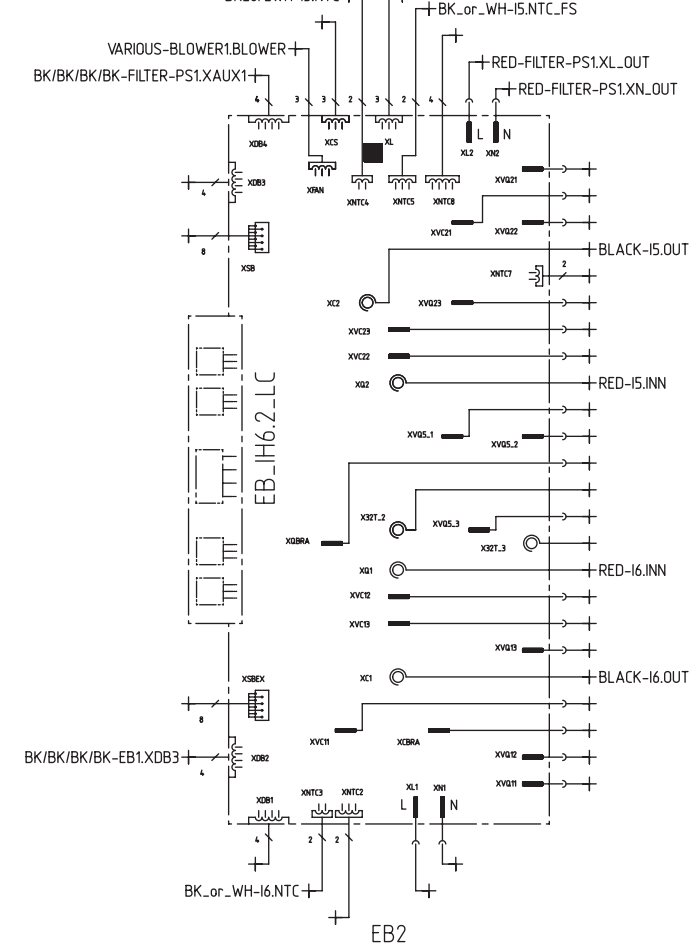 BK_or_WH-I5.NTC_FS
VARIOUS-BLOWER1.BLOWER
RED-FILTER-PS1.XL_OUT
BK/BK/BK/BK-FILTER-PS1.XAUX1
RED-FILTER-PS1.XN_OUT
4 3 3 2 3 2 4
L N
XDB4 XCS XL XL2 XN2
XDB3 XFAN XVQ21
4 XNTC4 XNTC5 XNTC8
XVC21 XVQ22
8 BLACK-I5.OUT
XSB 2
XNTC7
XC2 XVQ23
XVC23
XVC22
XQ2 RED-I5.INN
EB_IH6.2_LC
XVQ5_1 XVQ5_2
X32T_2 XVQ5_3
XQBRA X32T_3
XQ1 RED-I6.INN
XVC12
XVC13
XVQ13
XSBEX XC1 BLACK-I6.OUT
8
XVC11 XCBRA
BK/BK/BK/BK-EB1.XDB3 XDB2 XVQ12
4
XVQ11
XDB1 XNTC3 XNTC2 XL1 XN1
L N
4 2 2
BK_or_WH-I6.NTC
EB2